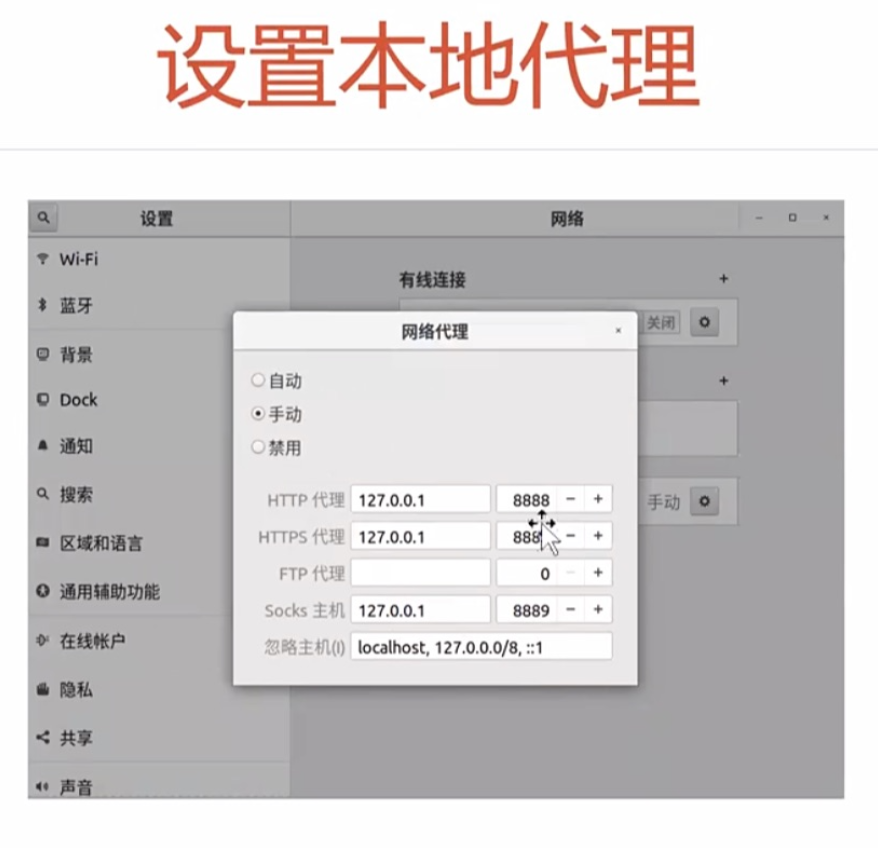 设置本地代理
设置
网络
Wi-Fi
蓝牙
背景
Dock
通知
搜索
区域和语言
通用辅助功能
在线帐户
隐私
共享
声音
有线连接 +
关闭
+
手动
网络代理
自动
手动
禁用
HTTP 代理 127.0.0.1 8888 − +
HTTPS 代理 127.0.0.1 − +
FTP 代理 0 − +
Socks 主机 127.0.0.1 8889 − +
忽略主机(I) localhost, 127.0.0.0/8, ::1